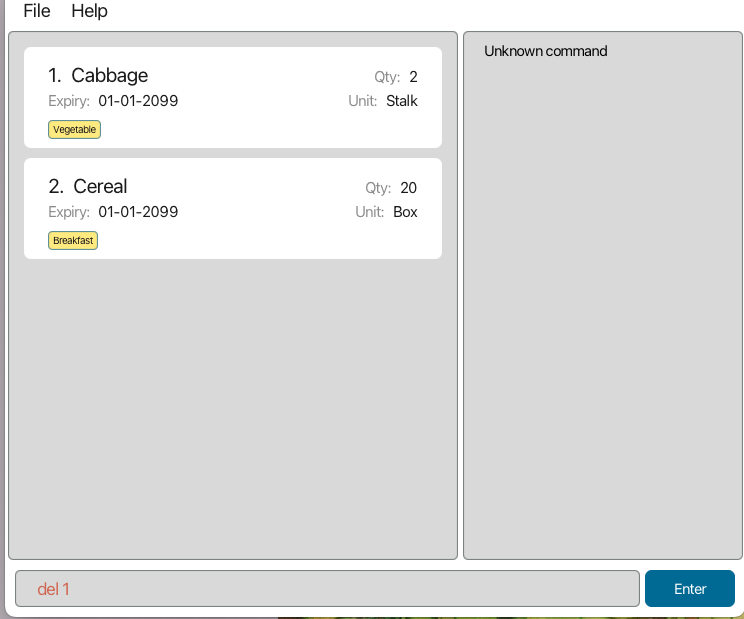 File Help
1. Cabbage Qty: 2
Expiry: 01-01-2099 Unit: Stalk
Vegetable
2. Cereal Qty: 20
Expiry: 01-01-2099 Unit: Box
Breakfast
Unknown command
del 1 Enter